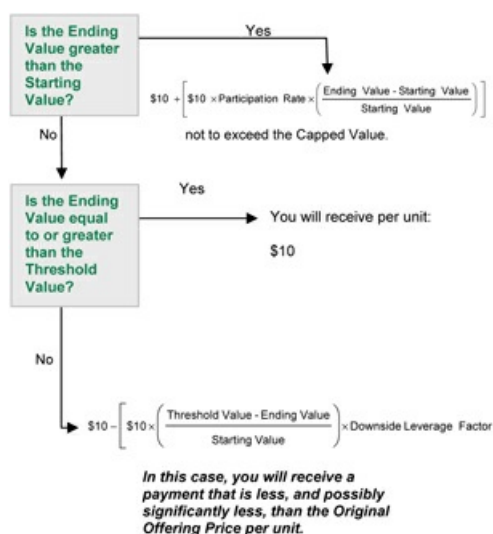 Is the Ending
Value greater
than the
Starting
Value?
Yes
$10 + [ $10 × Participation Rate × ( Ending Value - Starting Value / Starting Value ) ]
not to exceed the Capped Value.
No
Is the Ending
Value equal
to or greater
than the
Threshold
Value?
Yes
You will receive per unit:
$10
No
$10 − [ $10 × ( Threshold Value - Ending Value / Starting Value ) × Downside Leverage Factor
In this case, you will receive a
payment that is less, and possibly
significantly less, than the Original
Offering Price per unit.